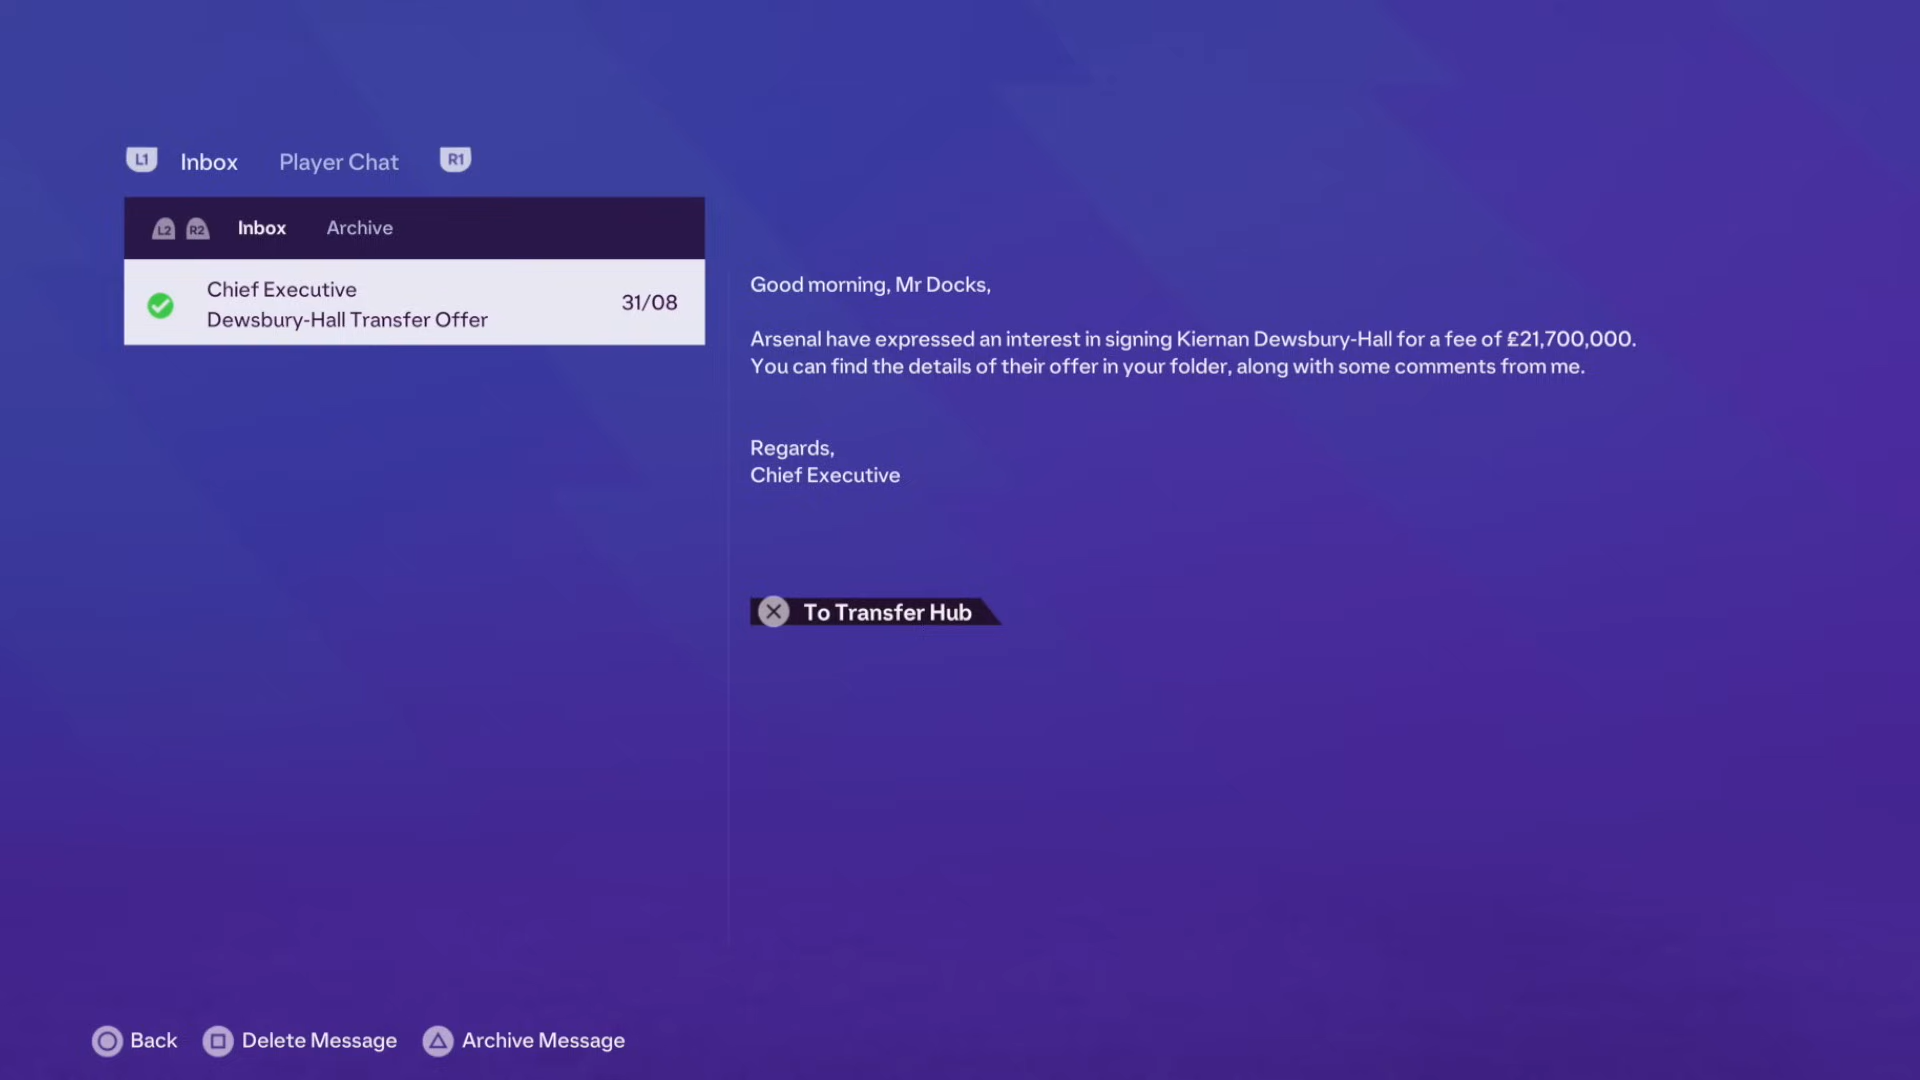 L1 Inbox Player Chat R1
L2 R2 Inbox Archive
Chief Executive
Dewsbury-Hall Transfer Offer
31/08
Good morning, Mr Docks,
Arsenal have expressed an interest in signing Kiernan Dewsbury-Hall for a fee of £21,700,000.
You can find the details of their offer in your folder, along with some comments from me.
Regards,
Chief Executive
To Transfer Hub
Back Delete Message Archive Message